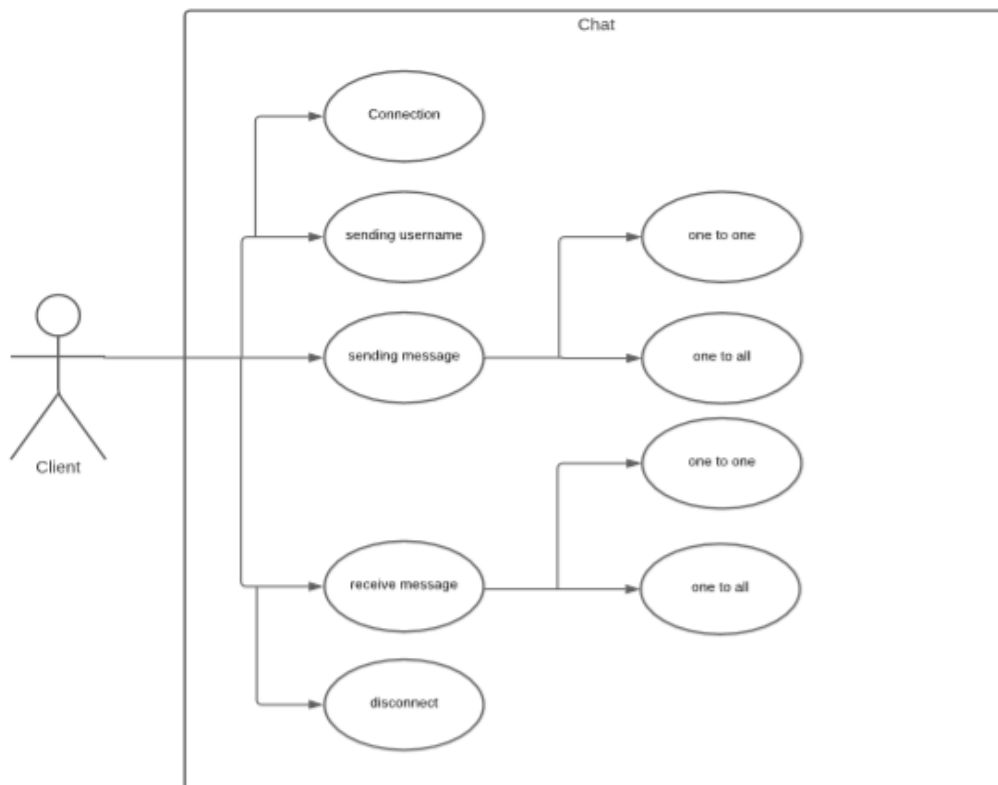 Chat
Connection
sending username
one to one
sending message
one to all
Client
one to one
receive message
one to all
disconnect